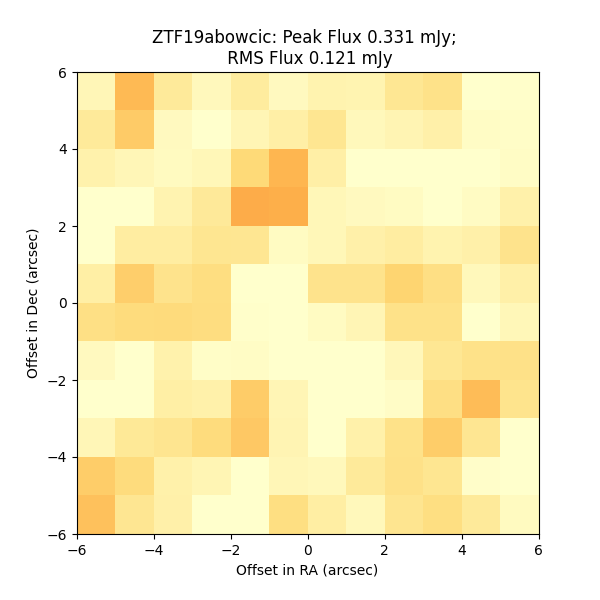 ZTF19abowcic: Peak Flux 0.331 mJy;
RMS Flux 0.121 mJy
6
4
2
0
−2
−4
−6
Offset in Dec (arcsec)
−6 −4 −2 0 2 4 6
Offset in RA (arcsec)